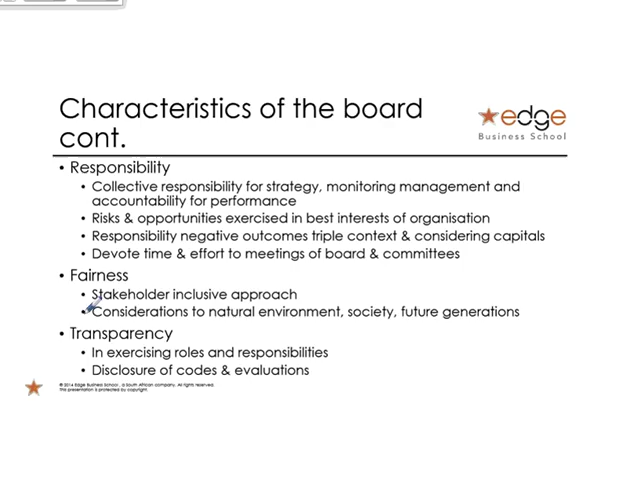 Characteristics of the board
cont.
edge
Business School
• Responsibility
• Collective responsibility for strategy, monitoring management and
accountability for performance
• Risks & opportunities exercised in best interests of organisation
• Responsibility negative outcomes triple context & considering capitals
• Devote time & effort to meetings of board & committees
• Fairness
• Stakeholder inclusive approach
• Considerations to natural environment, society, future generations
• Transparency
• In exercising roles and responsibilities
• Disclosure of codes & evaluations
© 2016 Edge Business School, a South African company. All rights reserved.
This presentation is protected by copyright.